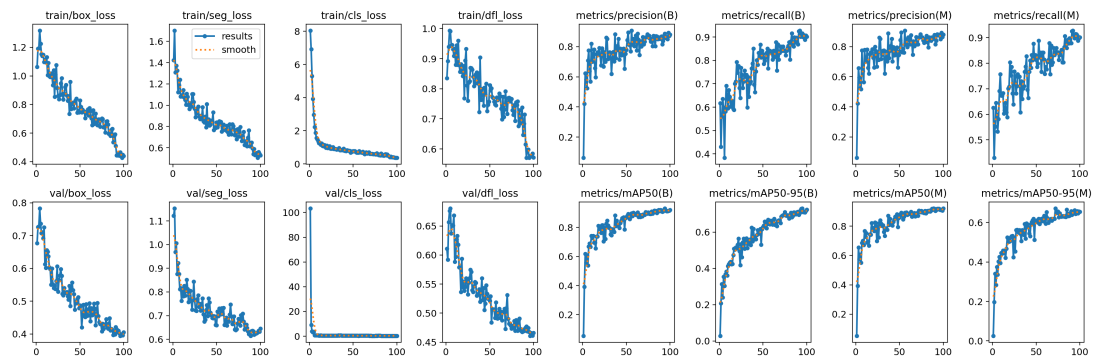 train/box_loss
train/seg_loss
train/cls_loss
train/dfl_loss
metrics/precision(B)
metrics/recall(B)
metrics/precision(M)
metrics/recall(M)
1.2
1.0
0.8
0.6
0.4
0 50 100
1.6
1.4
1.2
1.0
0.8
0.6
0 50 100
results
smooth
8
6
4
2
0
0 50 100
1.0
0.9
0.8
0.7
0.6
0 50 100
0.8
0.6
0.4
0.2
0 50 100
0.9
0.8
0.7
0.6
0.5
0.4
0 50 100
0.8
0.6
0.4
0.2
0 50 100
0.9
0.8
0.7
0.6
0.5
0 50 100
val/box_loss
val/seg_loss
val/cls_loss
val/dfl_loss
metrics/mAP50(B)
metrics/mAP50-95(B)
metrics/mAP50(M)
metrics/mAP50-95(M)
0.8
0.7
0.6
0.5
0.4
0 50 100
1.1
1.0
0.9
0.8
0.7
0.6
0 50 100
100
80
60
40
20
0
0 50 100
0.65
0.60
0.55
0.50
0.45
0 50 100
0.8
0.6
0.4
0.2
0 50 100
0.6
0.4
0.2
0.0
0 50 100
0.8
0.6
0.4
0.2
0 50 100
0.6
0.4
0.2
0.0
0 50 100